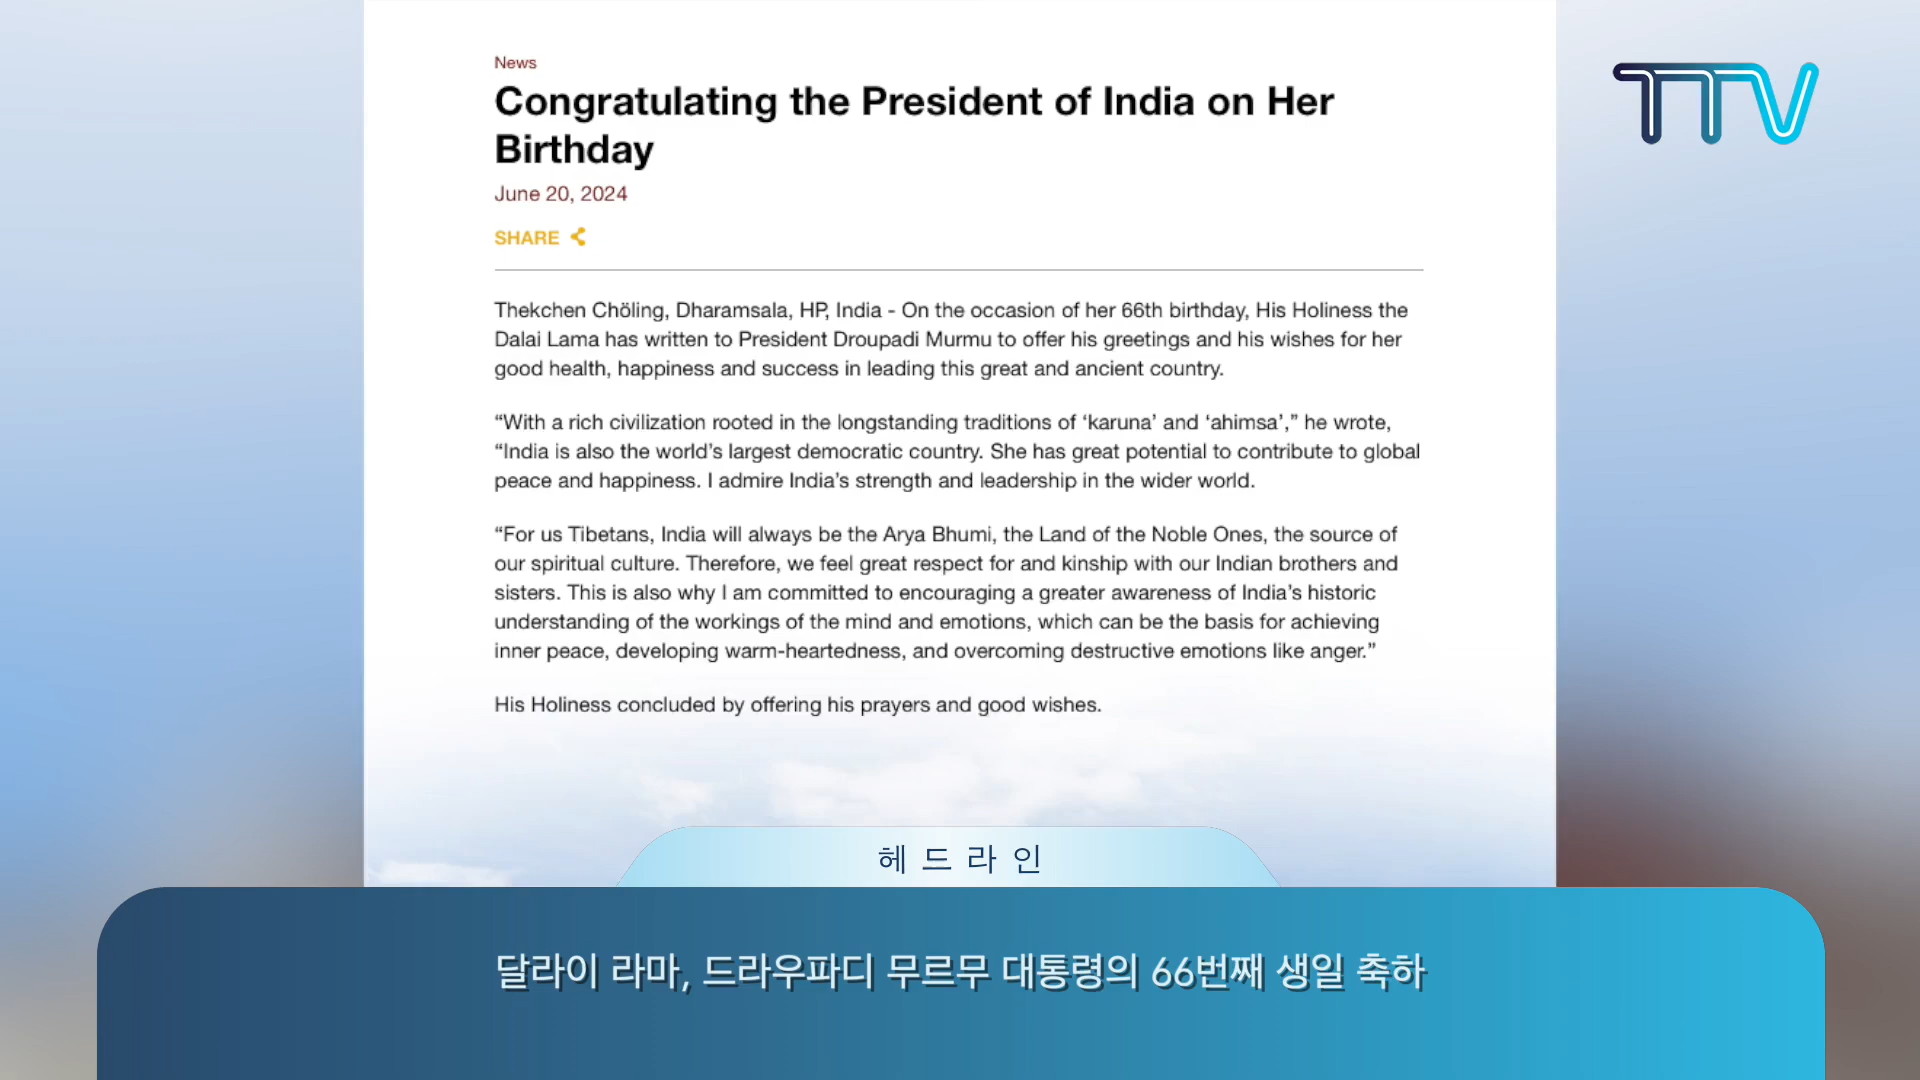 News
TTV
Congratulating the President of India on Her
Birthday
June 20, 2024
SHARE
Thekchen Chöling, Dharamsala, HP, India - On the occasion of her 66th birthday, His Holiness the
Dalai Lama has written to President Droupadi Murmu to offer his greetings and his wishes for her
good health, happiness and success in leading this great and ancient country.
“With a rich civilization rooted in the longstanding traditions of ‘karuna’ and ‘ahimsa’,” he wrote,
“India is also the world’s largest democratic country. She has great potential to contribute to global
peace and happiness. I admire India’s strength and leadership in the wider world.
“For us Tibetans, India will always be the Arya Bhumi, the Land of the Noble Ones, the source of
our spiritual culture. Therefore, we feel great respect for and kinship with our Indian brothers and
sisters. This is also why I am committed to encouraging a greater awareness of India’s historic
understanding of the workings of the mind and emotions, which can be the basis for achieving
inner peace, developing warm-heartedness, and overcoming destructive emotions like anger.”
His Holiness concluded by offering his prayers and good wishes.
헤드라인
달라이 라마, 드라우파디 무르무 대통령의 66번째 생일 축하